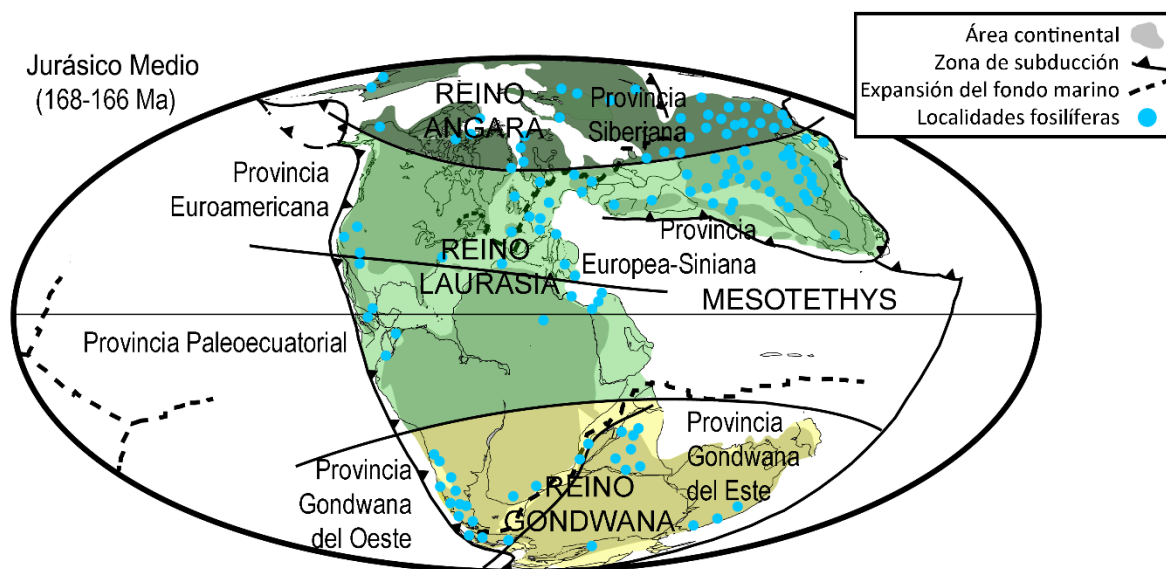 Jurásico Medio
(168-166 Ma)
Área continental
Zona de subducción
Expansión del fondo marino
Localidades fosilíferas
REINO
ANGARA
Provincia
Siberiana
Provincia
Euroamericana
REINO
LAURASIA
Provincia
Europea-Siniana
MESOTETHYS
Provincia Paleoecuatorial
Provincia
Gondwana
del Oeste
REINO
GONDWANA
Provincia
Gondwana
del Este